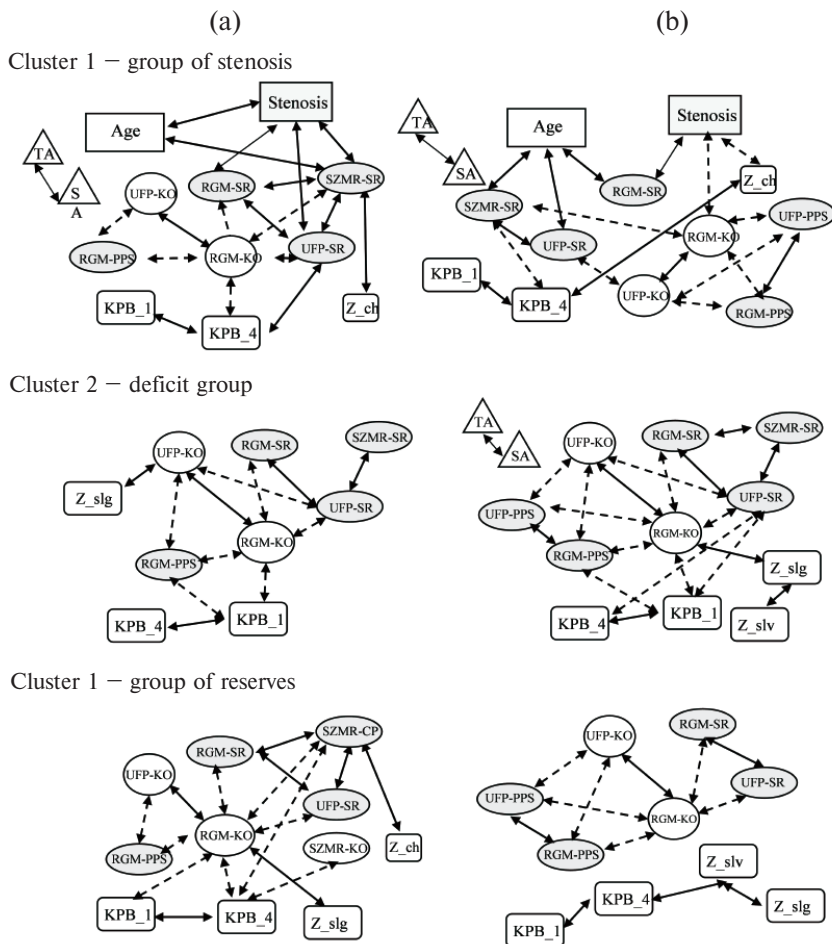 (a) (b)
Cluster 1 – group of stenosis
Stenosis
Age
TA
S
A
UFP-KO
RGM-SR
SZMR-SR
RGM-PPS
RGM-KO
UFP-SR
KPB_1
KPB_4
Z_ch
TA
SA
Age
Stenosis
Z_ch
SZMR-SR
RGM-SR
UFP-PPS
UFP-SR
RGM-KO
KPB_1
KPB_4
UFP-KO
RGM-PPS
Cluster 2 – deficit group
UFP-KO
RGM-SR
SZMR-SR
Z_slg
UFP-SR
RGM-KO
RGM-PPS
KPB_4
KPB_1
TA
SA
UFP-KO
RGM-SR
SZMR-SR
UFP-PPS
UFP-SR
RGM-KO
RGM-PPS
Z_slg
KPB_4
KPB_1
Z_slv
Cluster 1 – group of reserves
RGM-SR
SZMR-CP
UFP-KO
UFP-SR
RGM-KO
RGM-PPS
SZMR-KO
Z_ch
KPB_1
KPB_4
Z_slg
UFP-KO
RGM-SR
UFP-PPS
UFP-SR
RGM-KO
RGM-PPS
Z_slv
KPB_4
KPB_1
Z_slg